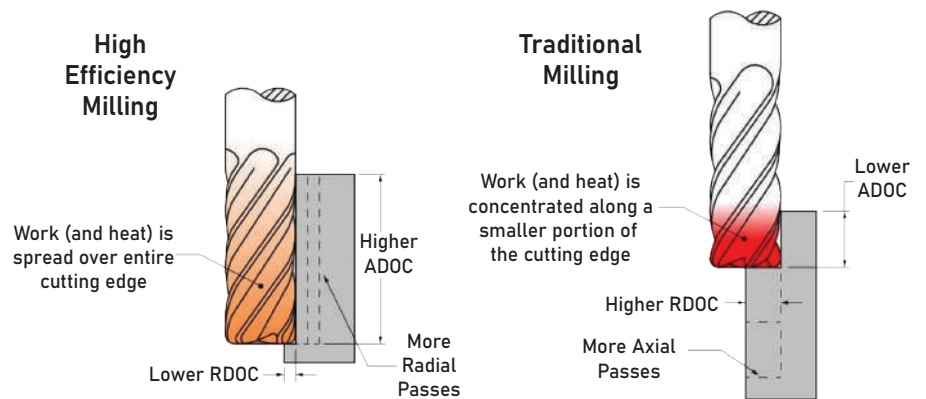 High
Efficiency
Milling
Work (and heat) is
spread over entire
cutting edge
Higher
ADOC
Lower RDOC
More
Radial
Passes
Traditional
Milling
Work (and heat) is
concentrated along a
smaller portion of
the cutting edge
Lower
ADOC
Higher RDOC
More Axial
Passes